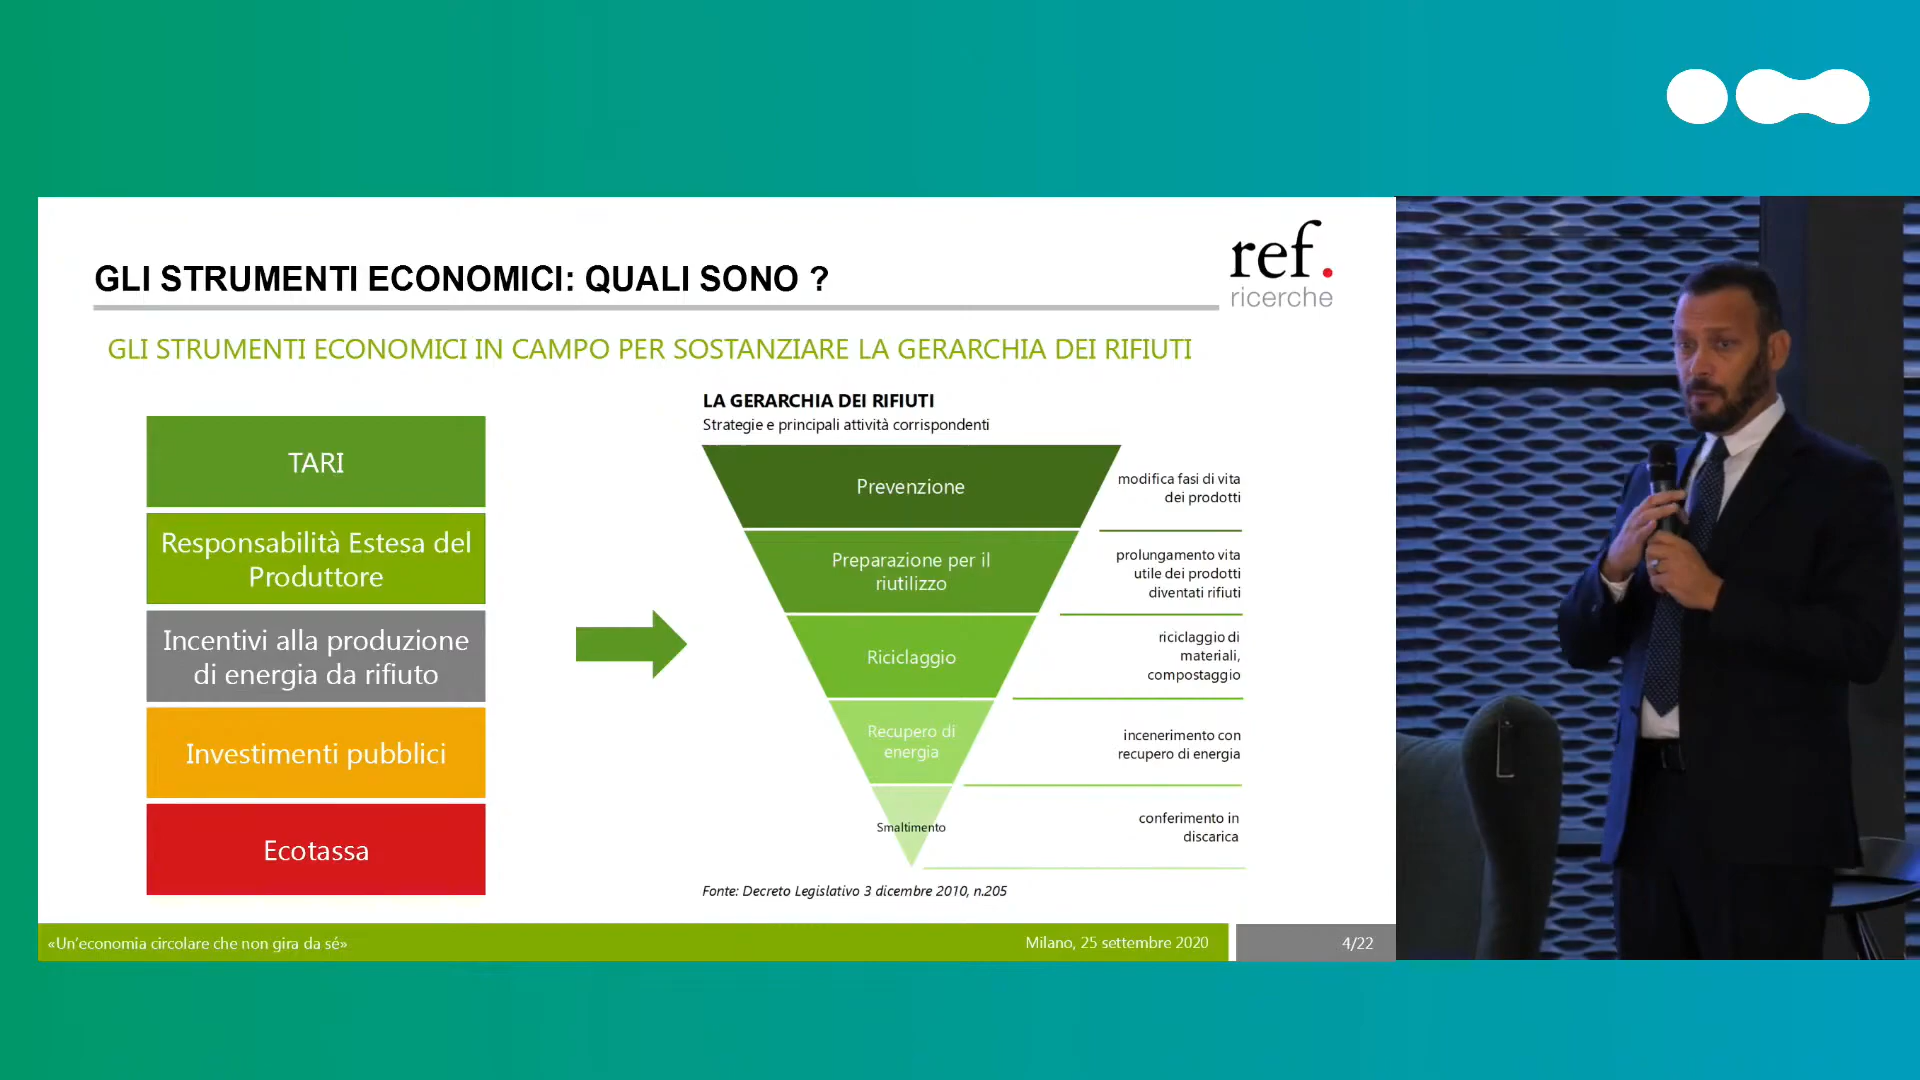 ref.
ricerche
GLI STRUMENTI ECONOMICI: QUALI SONO ?
GLI STRUMENTI ECONOMICI IN CAMPO PER SOSTANZIARE LA GERARCHIA DEI RIFIUTI
TARI
Responsabilità Estesa del
Produttore
Incentivi alla produzione
di energia da rifiuto
Investimenti pubblici
Ecotassa
LA GERARCHIA DEI RIFIUTI
Strategie e principali attività corrispondenti
Prevenzione
modifica fasi di vita
dei prodotti
Preparazione per il
riutilizzo
prolungamento vita
utile dei prodotti
diventati rifiuti
Riciclaggio
riciclaggio di
materiali,
compostaggio
Recupero di
energia
incenerimento con
recupero di energia
Smaltimento
conferimento in
discarica
Fonte: Decreto Legislativo 3 dicembre 2010, n.205
«Un'economia circolare che non gira da sé»
Milano, 25 settembre 2020
4/22